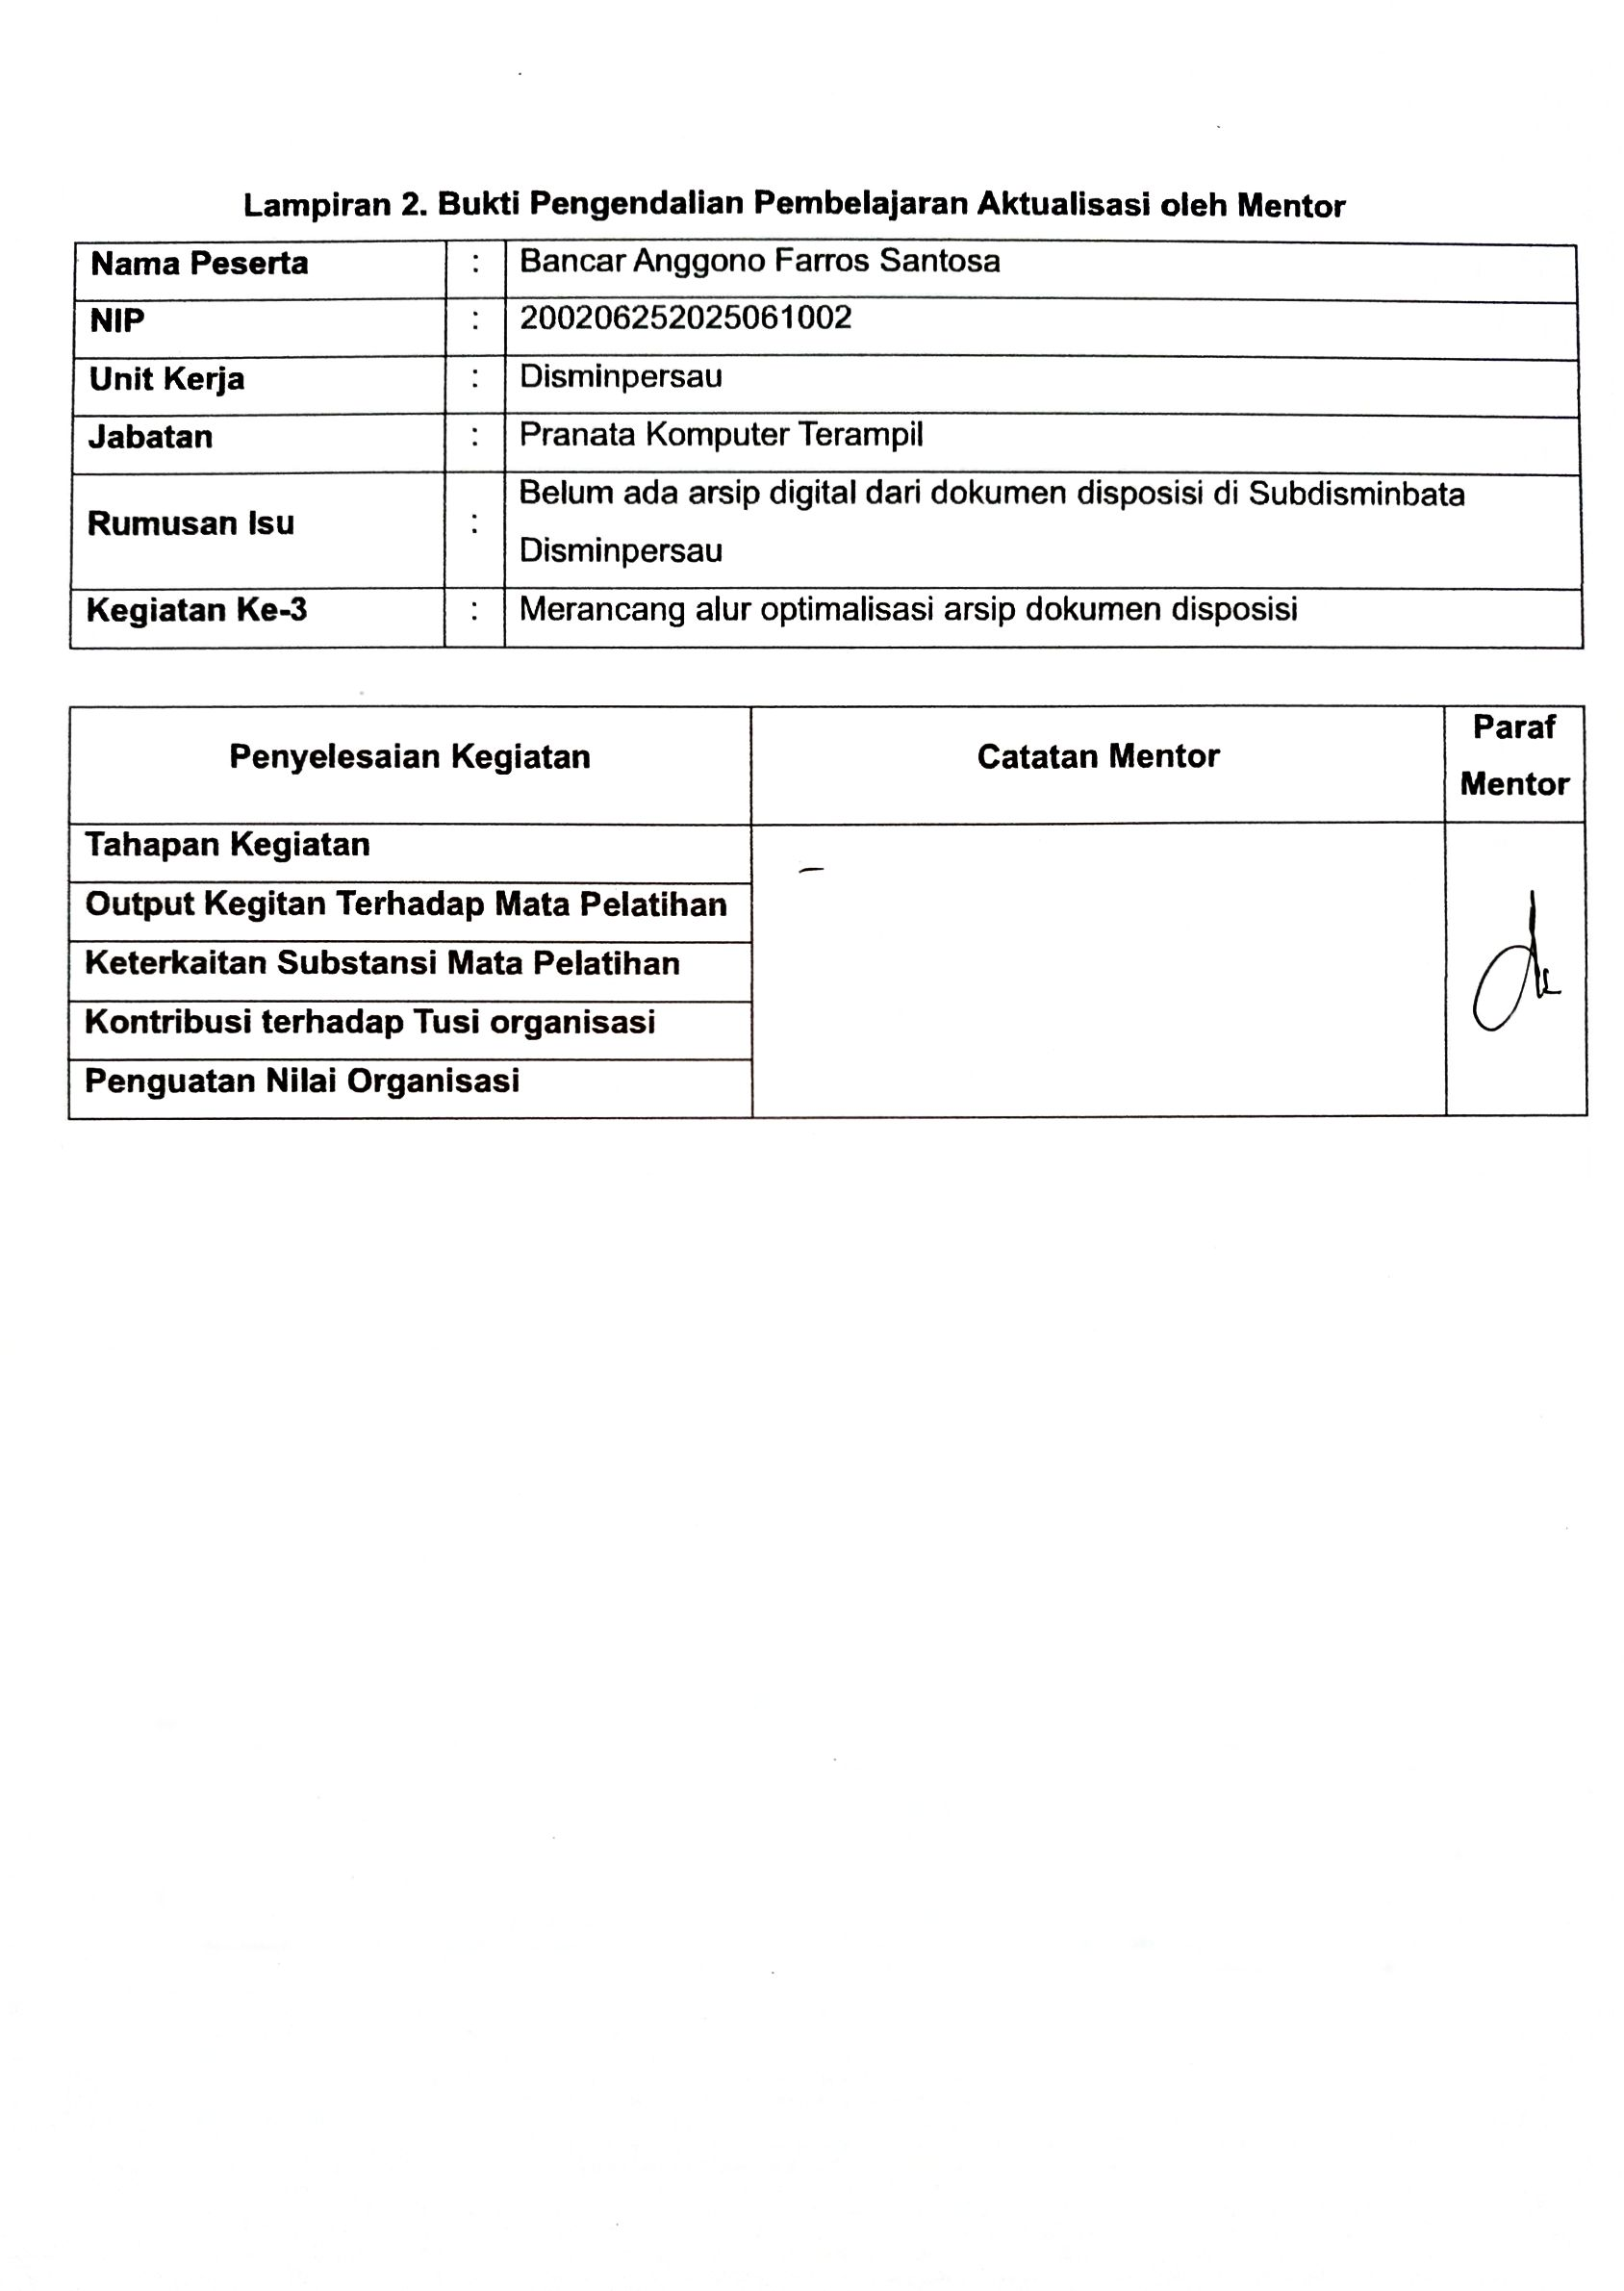 Lampiran 2. Bukti Pengendalian Pembelajaran Aktualisasi oleh Mentor
Nama Peserta : Bancar Anggono Farros Santosa
NIP : 200206252025061002
Unit Kerja : Disminpersau
Jabatan : Pranata Komputer Terampil
Rumusan Isu : Belum ada arsip digital dari dokumen disposisi di Subdisminbata
Disminpersau
Kegiatan Ke-3 : Merancang alur optimalisasi arsip dokumen disposisi
Penyelesaian Kegiatan Catatan Mentor Paraf
Mentor
Tahapan Kegiatan –
Output Kegitan Terhadap Mata Pelatihan
Keterkaitan Substansi Mata Pelatihan
Kontribusi terhadap Tusi organisasi
Penguatan Nilai Organisasi